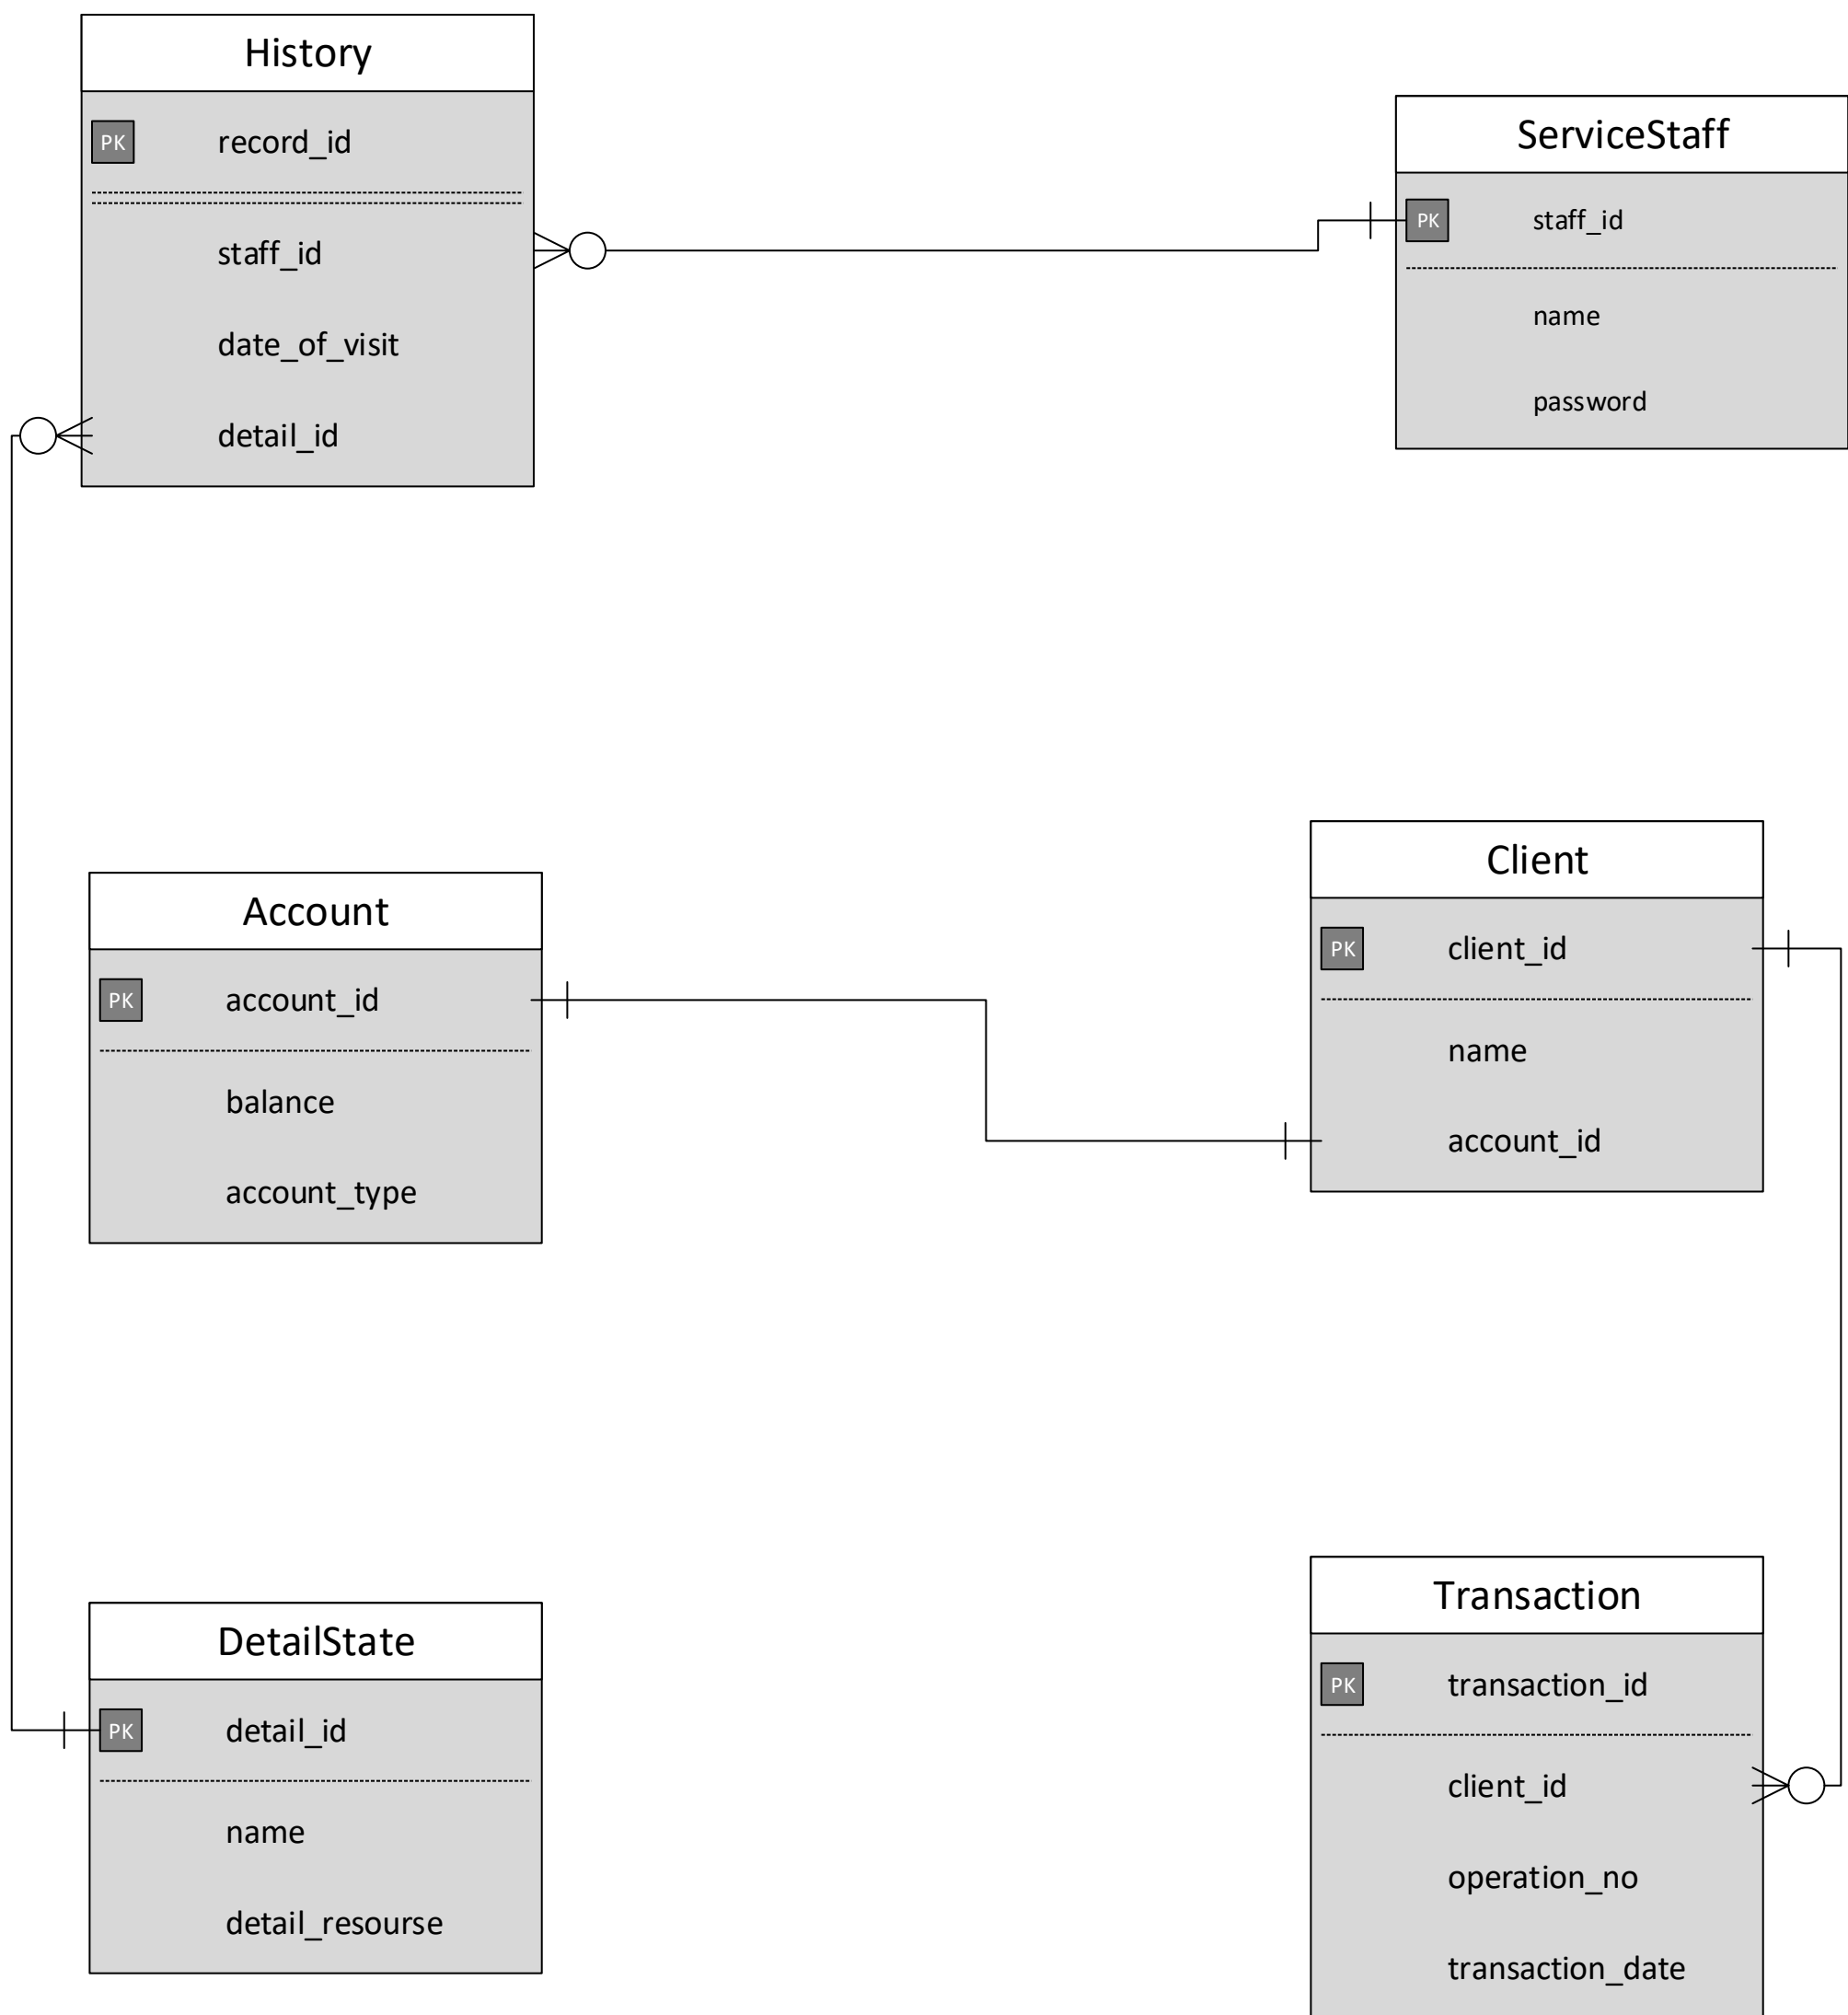 History
PK record_id
staff_id
date_of_visit
detail_id
ServiceStaff
PK staff_id
name
password
Account
PK account_id
balance
account_type
Client
PK client_id
name
account_id
DetailState
PK detail_id
name
detail_resourse
Transaction
PK transaction_id
client_id
operation_no
transaction_date